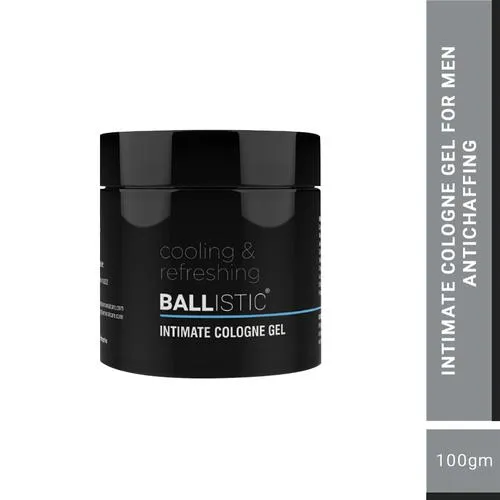 cooling &
refreshing
BALLISTIC®
INTIMATE COLOGNE GEL
INTIMATE COLOGNE GEL FOR MEN
ANTICHAFFING
100gm